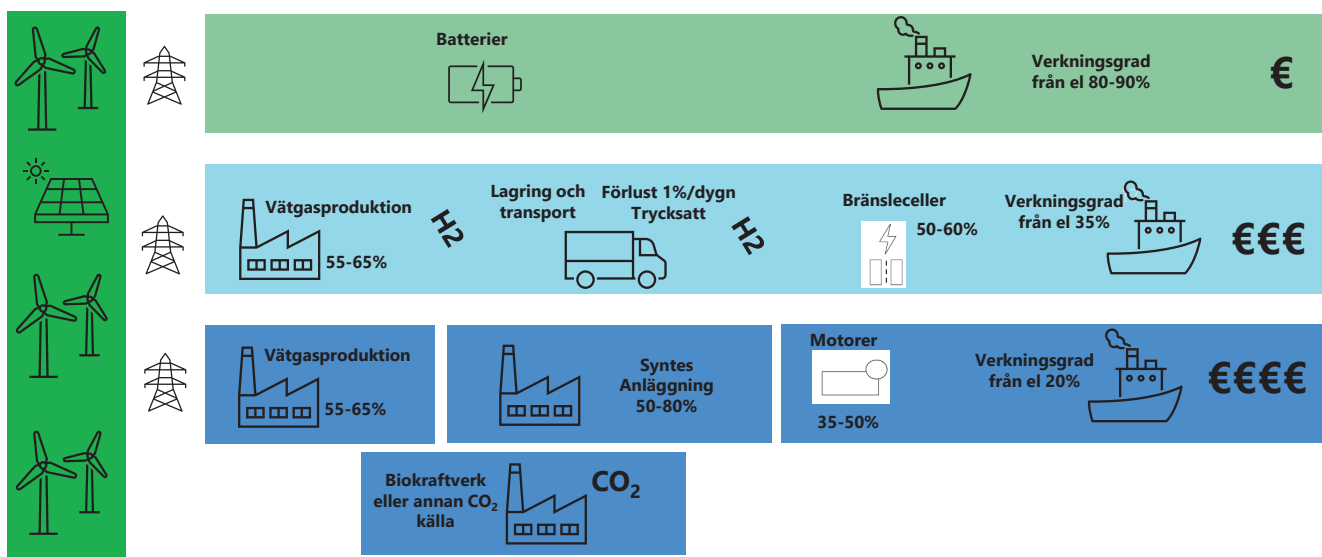 Batterier
Verkningsgrad
från el 80-90%
€
Vätgasproduktion
55-65%
H2
Lagring och
transport
Förlust 1%/dygn
Trycksatt
H2
Bränsleceller
50-60%
Verkningsgrad
från el 35%
€€€
Vätgasproduktion
55-65%
Syntes
Anläggning
50-80%
Motorer
35-50%
Verkningsgrad
från el 20%
€€€€
Biokraftverk
eller annan CO₂
källa
CO₂